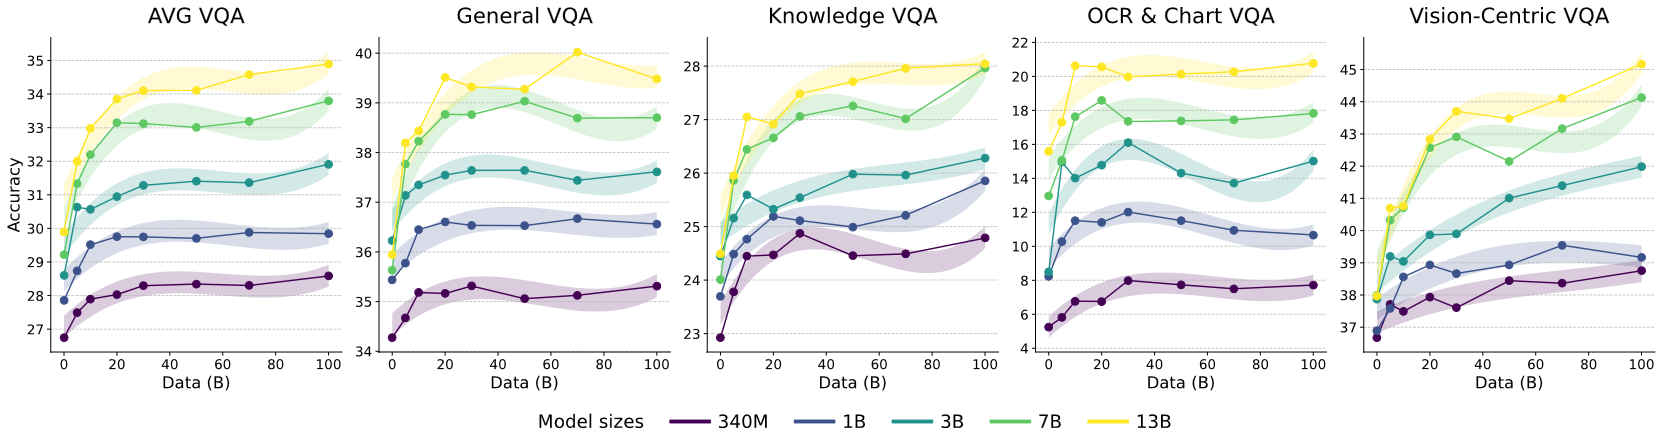 AVG VQA
General VQA
Knowledge VQA
OCR & Chart VQA
Vision-Centric VQA
Accuracy
35
34
33
32
31
30
29
28
27
0 20 40 60 80 100
Data (B)
40
39
38
37
36
35
34
0 20 40 60 80 100
Data (B)
28
27
26
25
24
23
0 20 40 60 80 100
Data (B)
22
20
18
16
14
12
10
8
6
4
0 20 40 60 80 100
Data (B)
45
44
43
42
41
40
39
38
37
0 20 40 60 80 100
Data (B)
Model sizes 340M 1B 3B 7B 13B